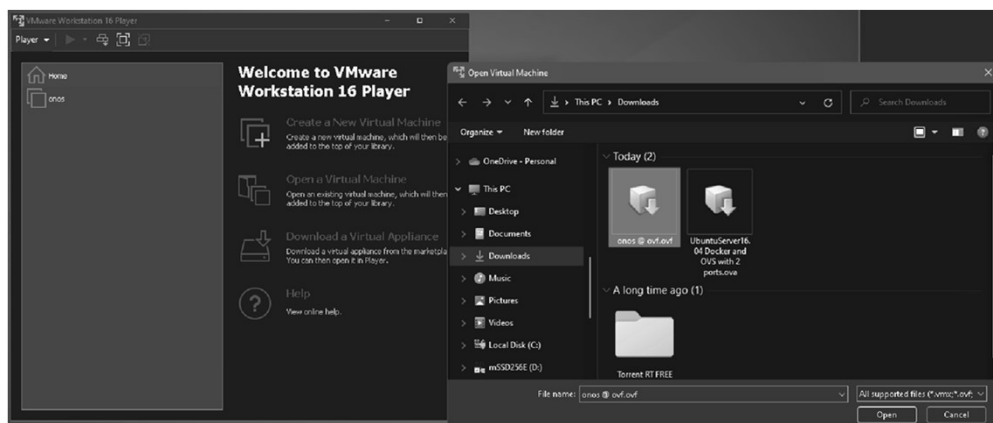 VMware Workstation 16 Player
Player
Home
onos
Welcome to VMware
Workstation 16 Player
Create a New Virtual Machine
Create a new virtual machine, which will then be
added to the top of your library.
Open a Virtual Machine
Open an existing virtual machine, which will then
added to the top of your library.
Download a Virtual Appliance
Download a virtual appliance from the marketpla
You can then open it in Player.
Help
View online help.
Open Virtual Machine
This PC > Downloads
Search Downloads
Organize
New folder
OneDrive - Personal
This PC
Desktop
Documents
Downloads
Music
Pictures
Videos
Local Disk (C:)
mSSD256E (D:)
Today (2)
onos @ ovf.ovf
UbuntuServer16.
04 Docker and
OVS with 2
ports.ova
A long time ago (1)
Torrent RT FREE
File name: onos @ ovf.ovf
All supported files (*.vmx;*.ovf;
Open
Cancel